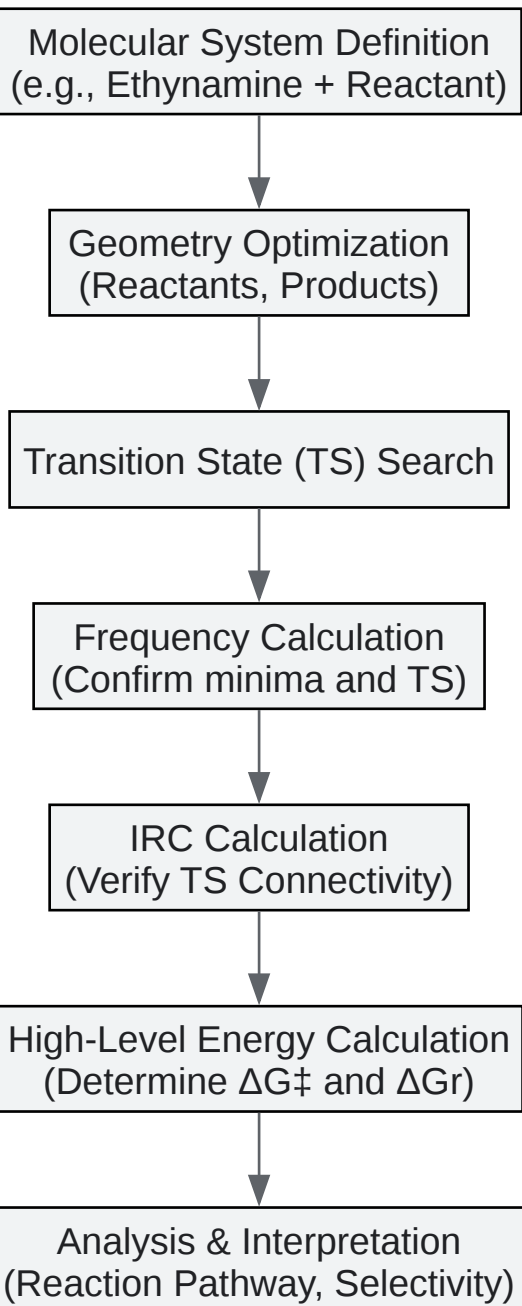 Molecular System Definition
(e.g., Ethynamine + Reactant)
Geometry Optimization
(Reactants, Products)
Transition State (TS) Search
Frequency Calculation
(Confirm minima and TS)
IRC Calculation
(Verify TS Connectivity)
High-Level Energy Calculation
(Determine ΔG‡ and ΔGr)
Analysis & Interpretation
(Reaction Pathway, Selectivity)